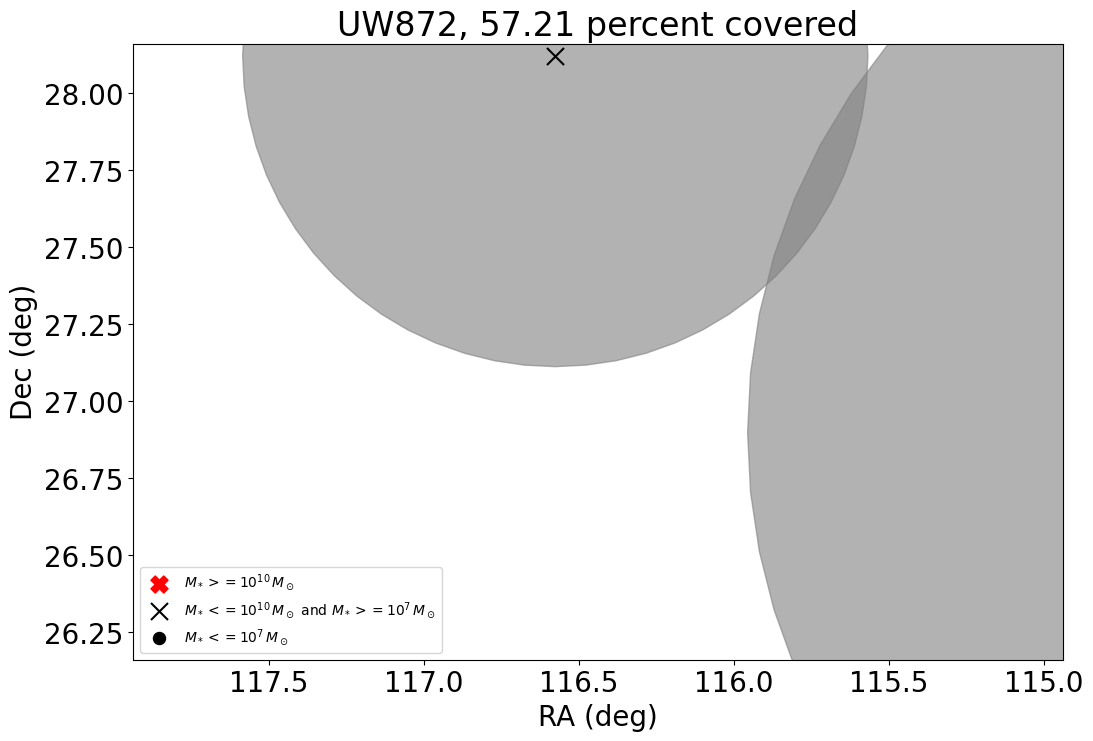 UW872, 57.21 percent covered
28.00
27.75
27.50
27.25
27.00
26.75
26.50
26.25
Dec (deg)
M* >= 10^10 M⊙
M* <= 10^10 M⊙ and M* >= 10^7 M⊙
M* <= 10^7 M⊙
117.5 117.0 116.5 116.0 115.5 115.0
RA (deg)